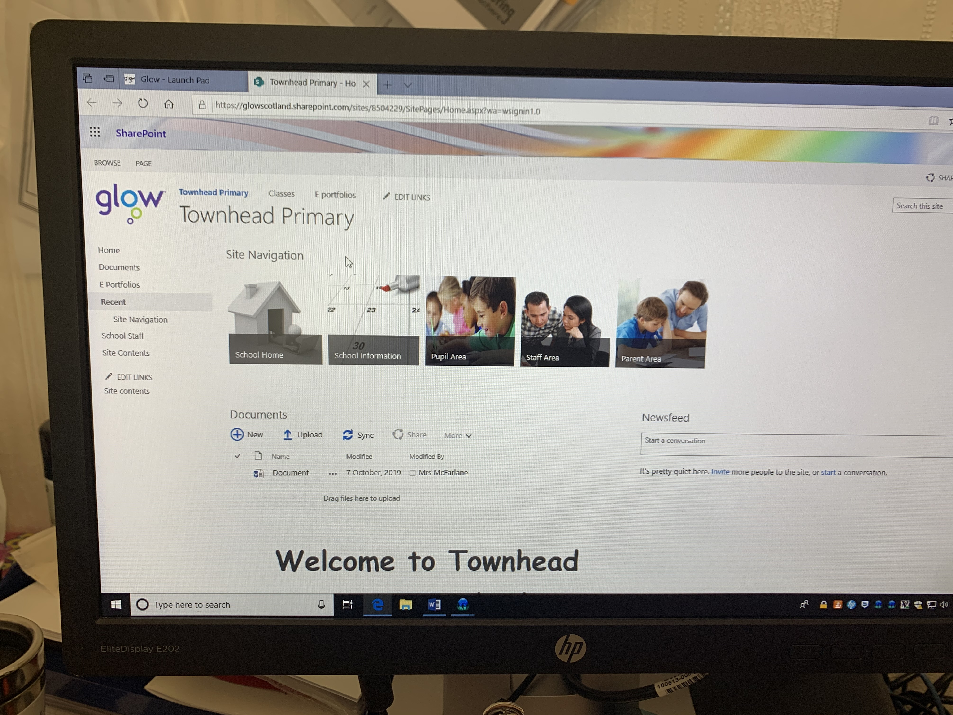 Glow - Launch Pad
Townhead Primary - Ho
https://glowscotland.sharepoint.com/sites/8504229/SitePages/Home.aspx?wa=wsignin1.0
SharePoint
BROWSE PAGE
SHA
glow
Townhead Primary Classes E portfolios EDIT LINKS
Search this site
Townhead Primary
Home
Documents
E Portfolios
Recent
Site Navigation
School Staff
Site Contents
EDIT LINKS
Site contents
Site Navigation
22 23 24
30
School Home
School Information
Pupil Area
Staff Area
Parent Area
Documents
New Upload Sync Share More
Name Modified Modified By
Document ... 7 October, 2019 Mrs McFarlane
Drag files here to upload
Newsfeed
Start a conversation
It's pretty quiet here. Invite more people to the site, or start a conversation.
Welcome to Townhead
Type here to search
EliteDisplay E202
hp